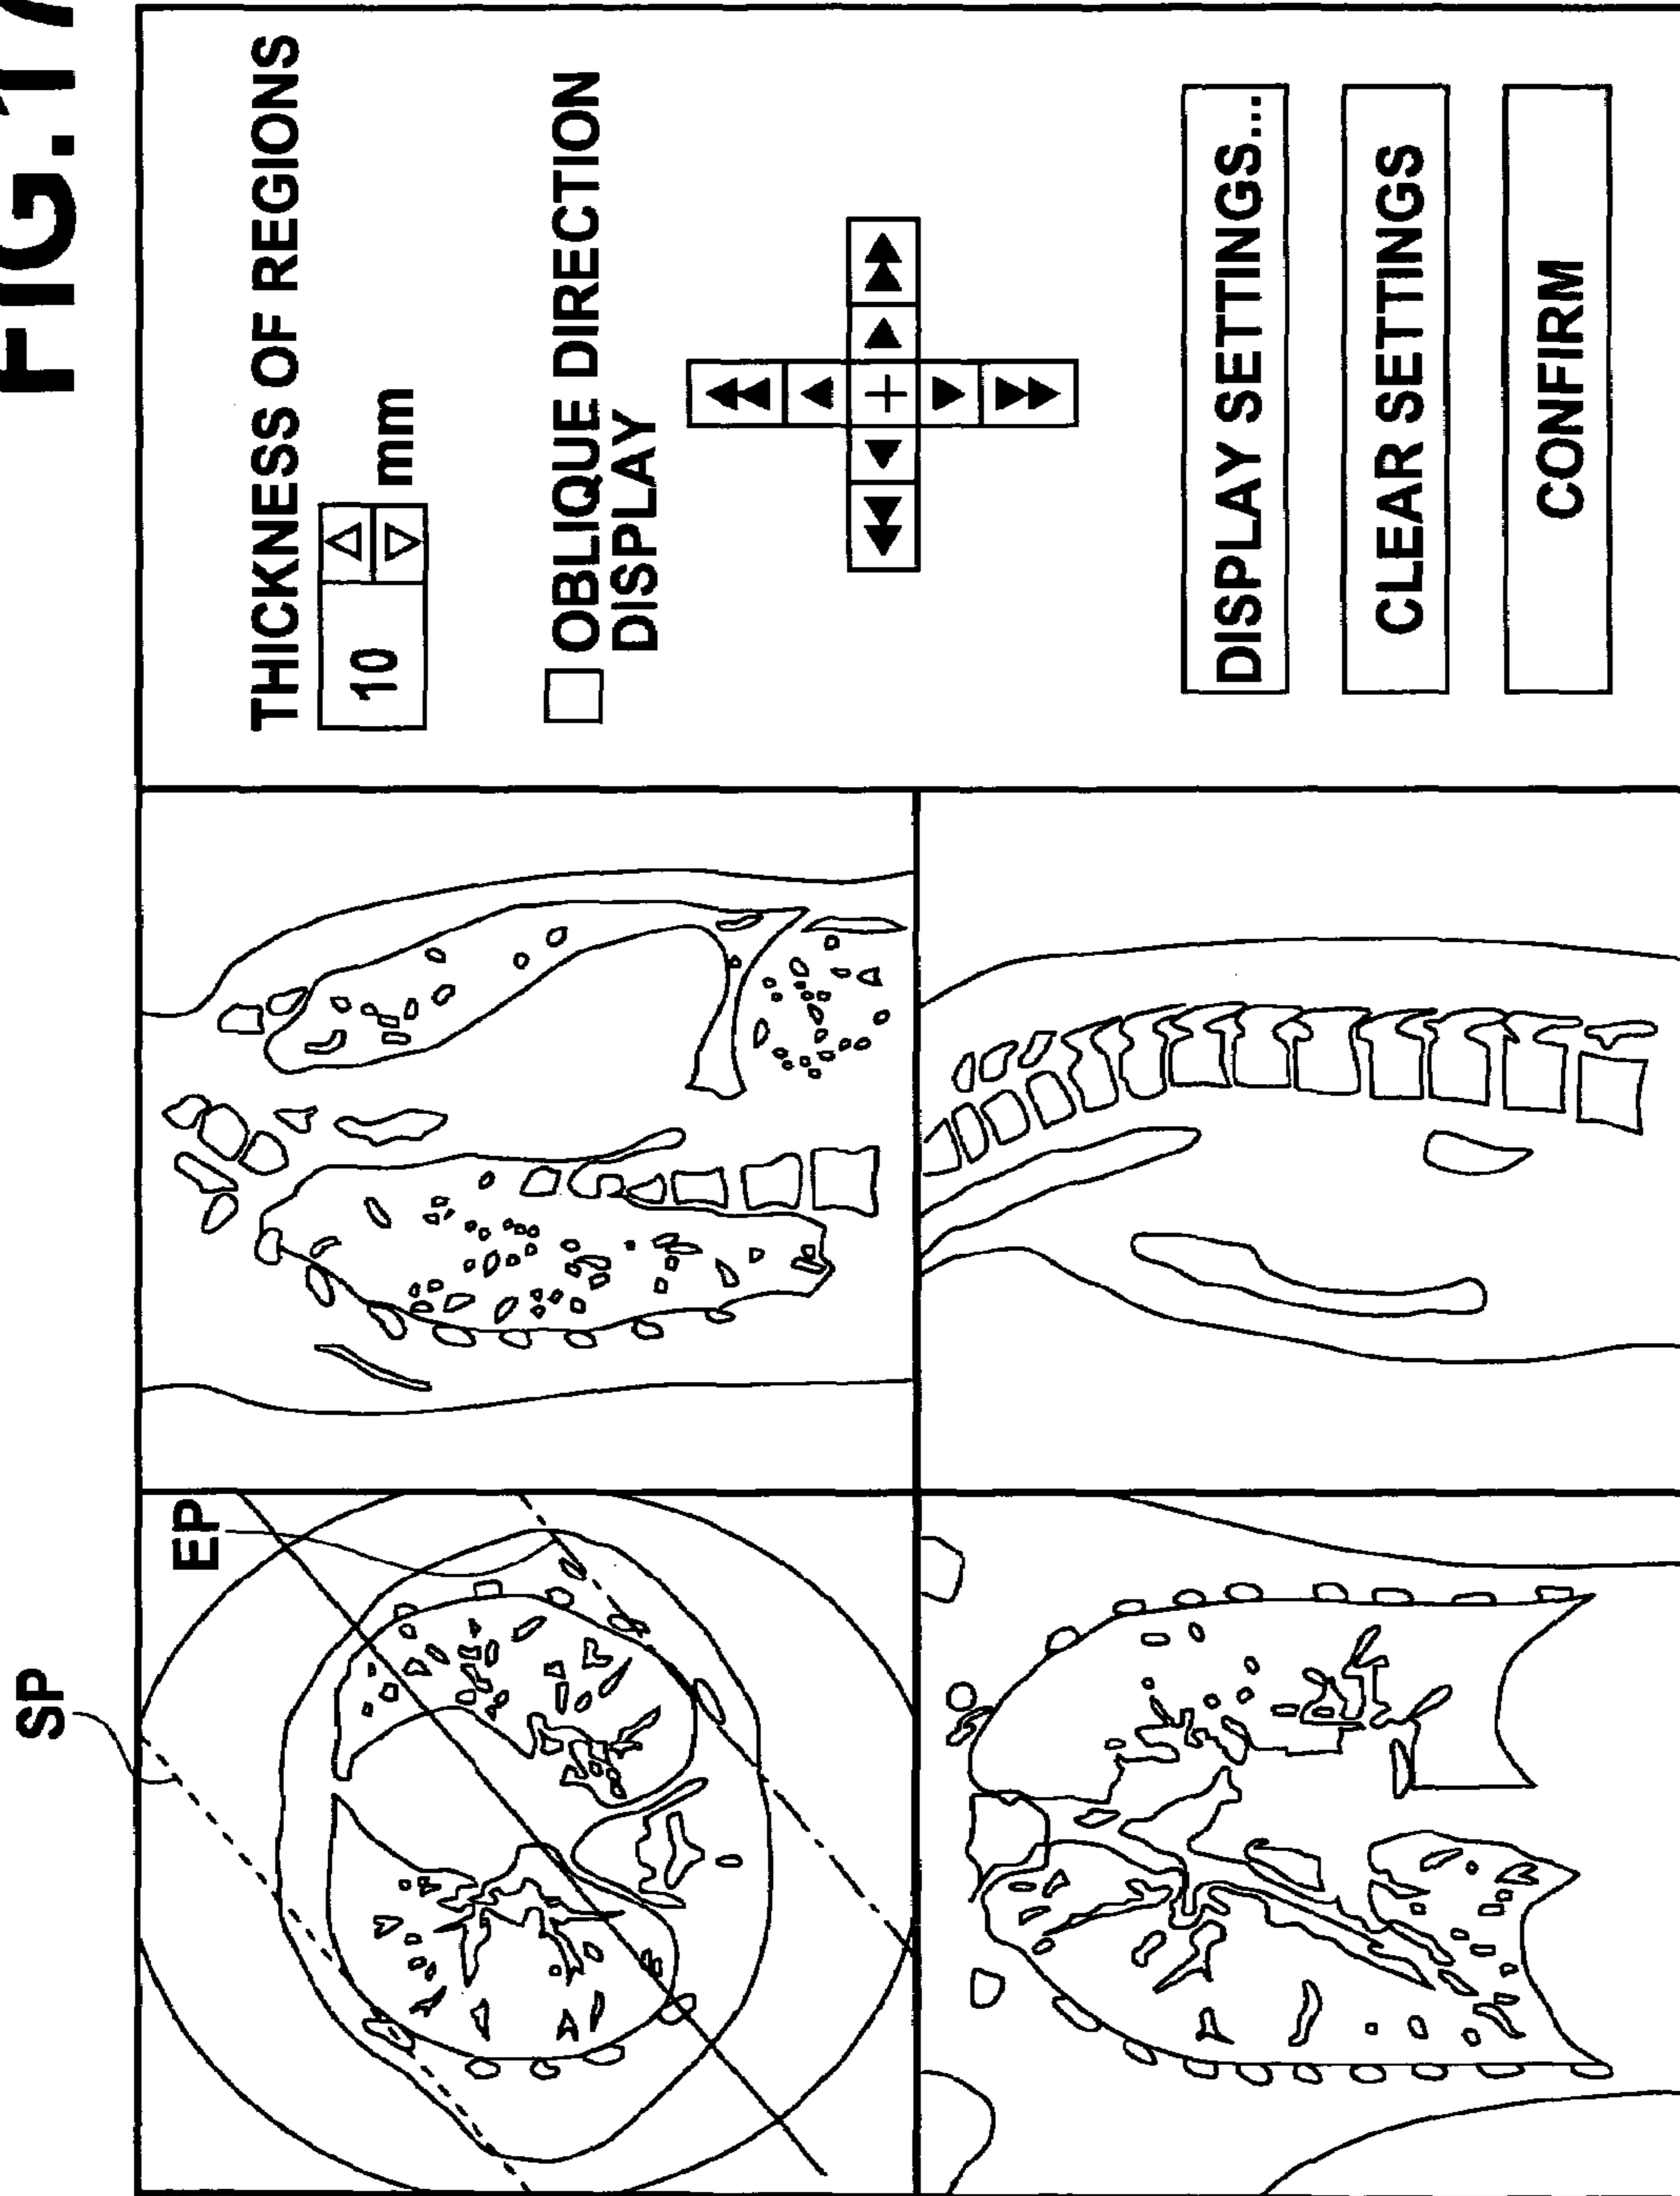 FIG.17
SP
EP
THICKNESS OF REGIONS
10 mm
OBLIQUE DIRECTION
DISPLAY
DISPLAY SETTINGS...
CLEAR SETTINGS
CONFIRM